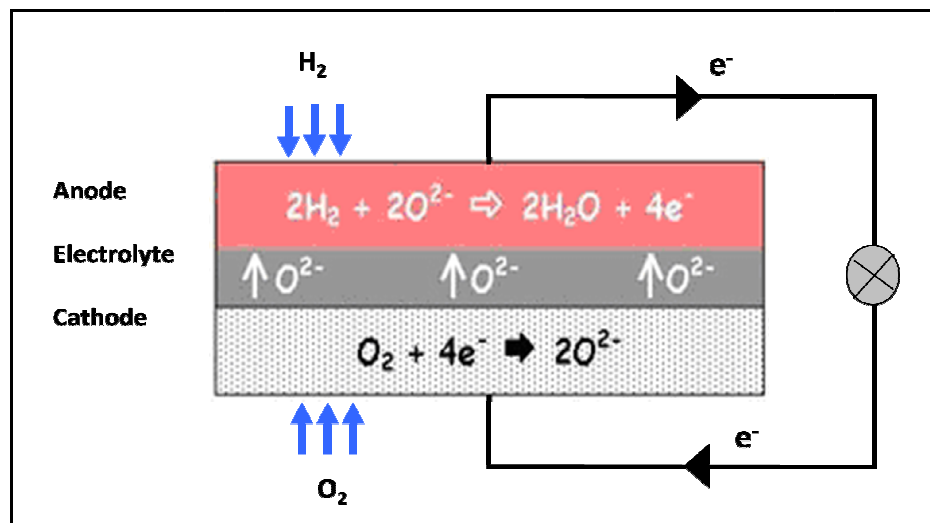 H₂
e⁻
Anode
2H₂ + 2O²⁻ ⇨ 2H₂O + 4e⁻
Electrolyte
↑O²⁻ ↑O²⁻ ↑O²⁻
Cathode
O₂ + 4e⁻ ➡ 2O²⁻
e⁻
O₂